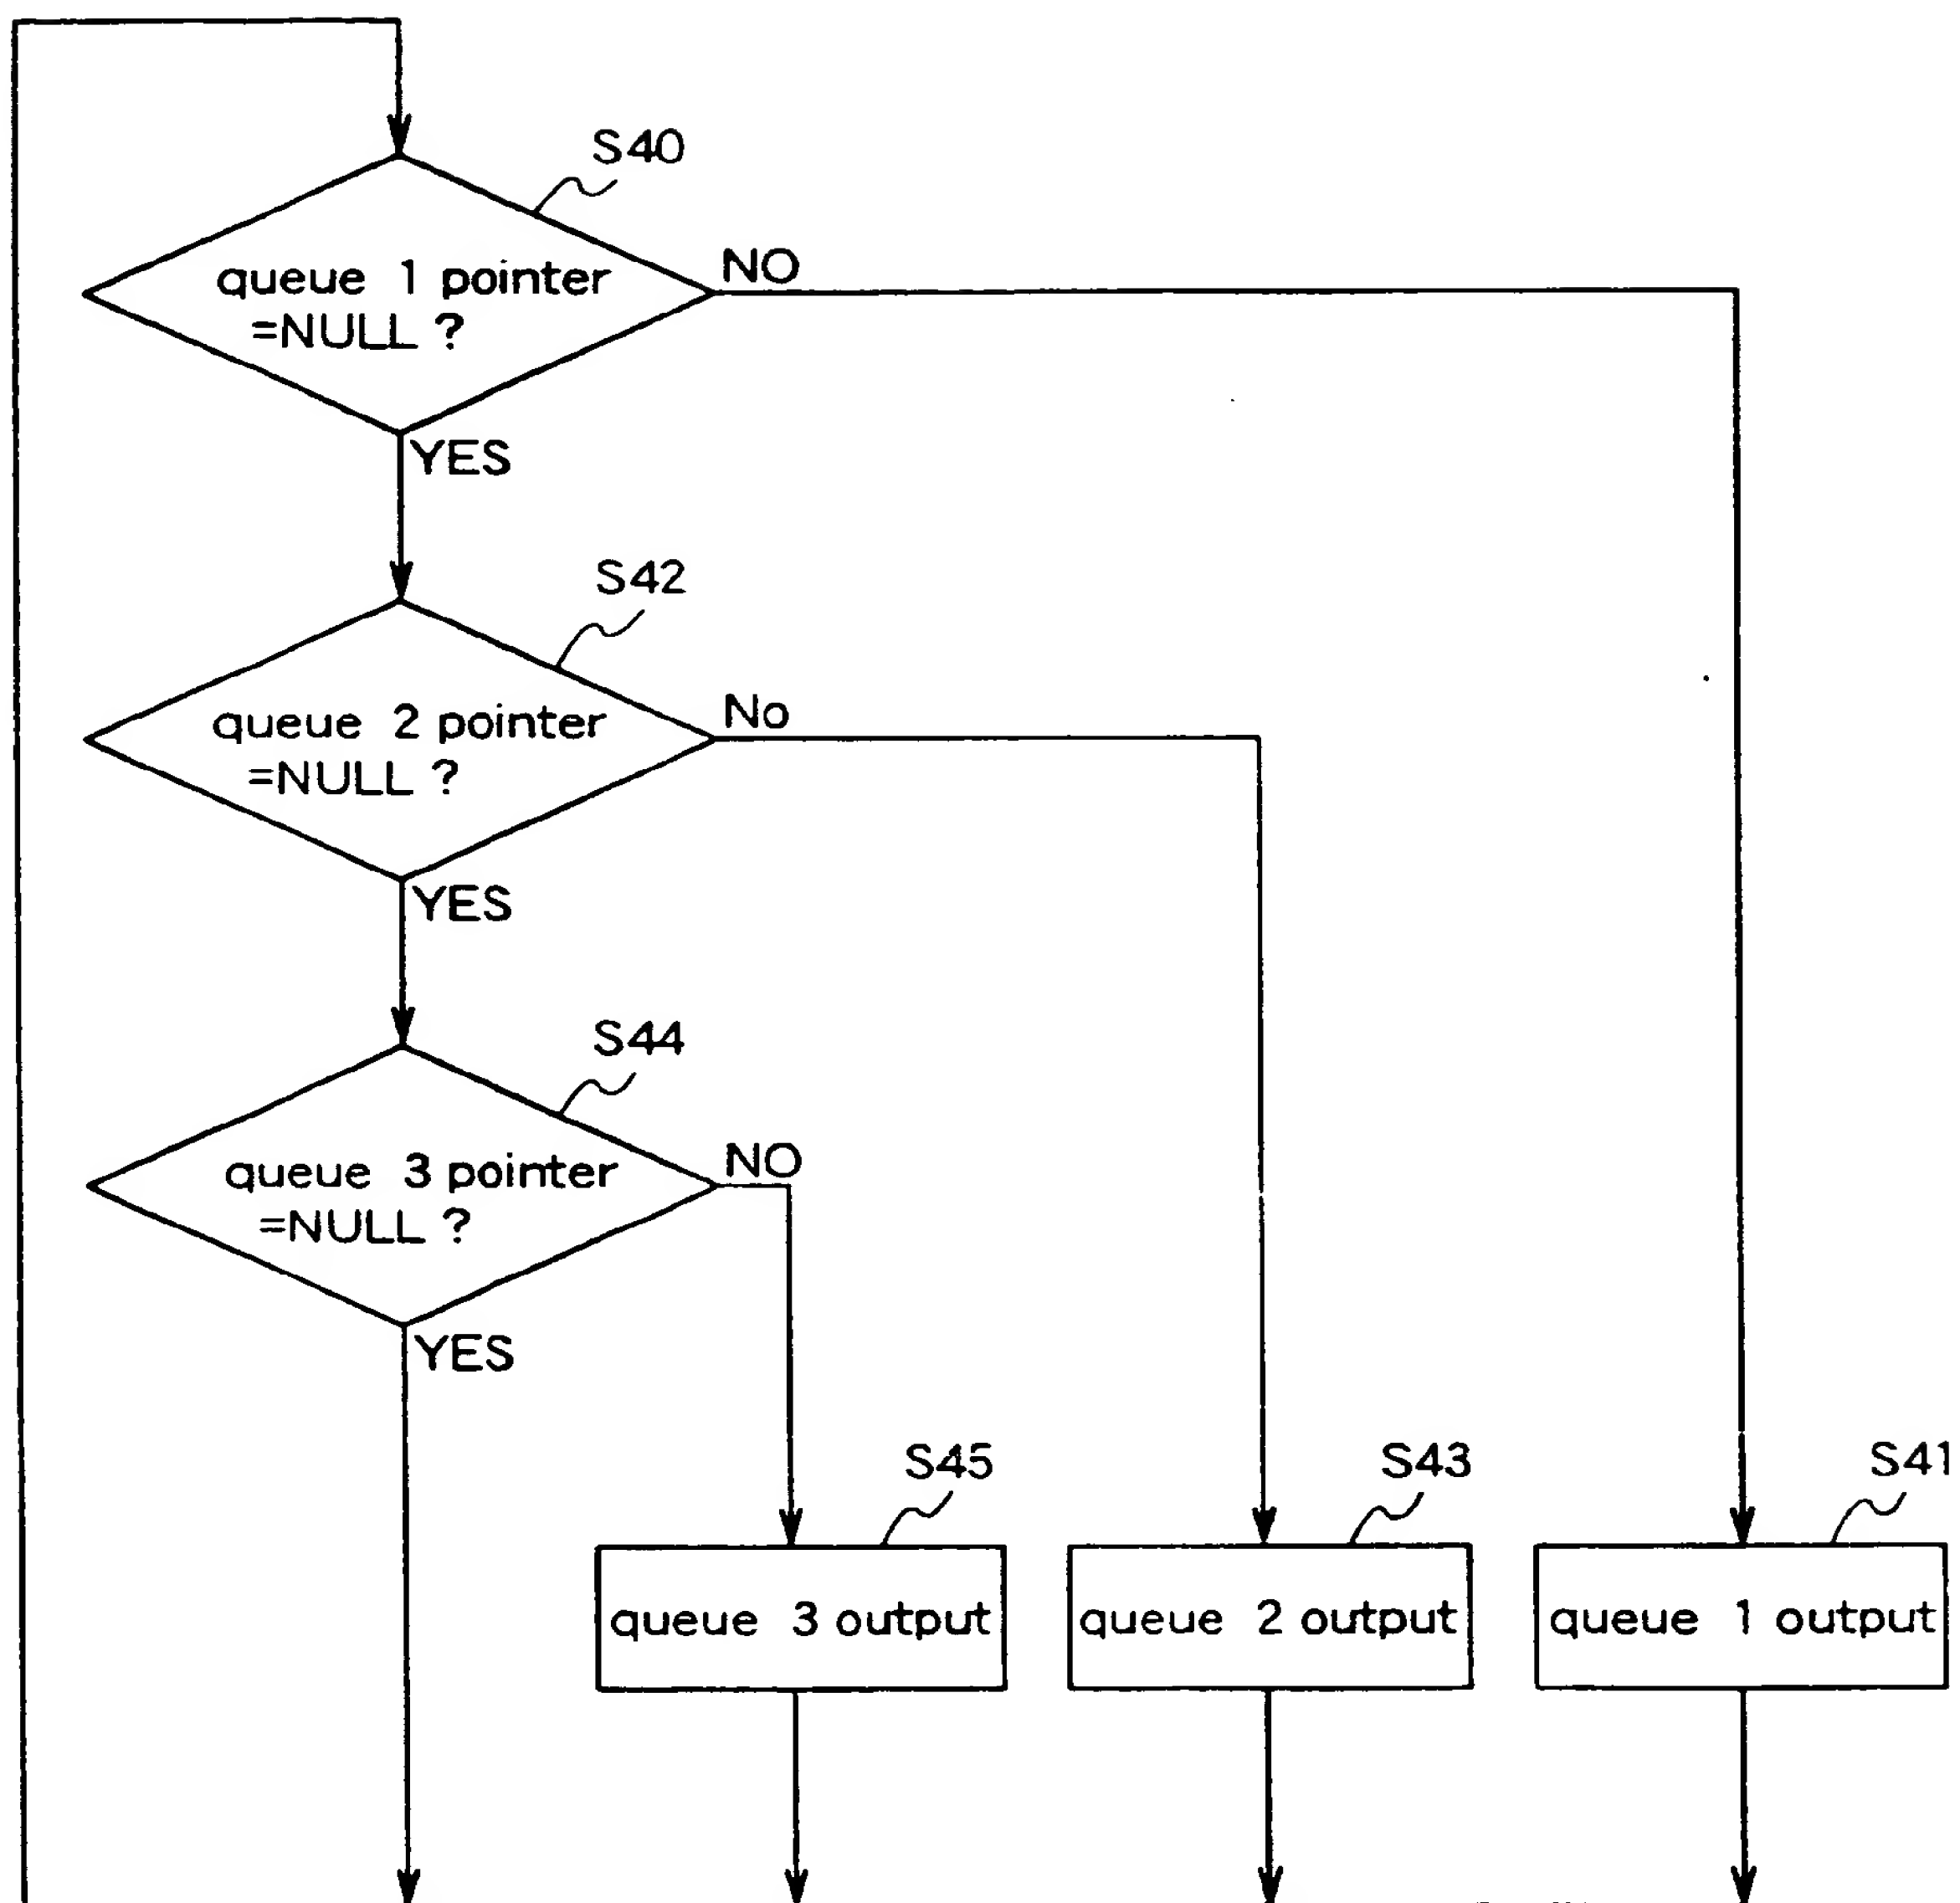 S40
queue 1 pointer
=NULL ?
NO
YES
S42
queue 2 pointer
=NULL ?
No
YES
S44
queue 3 pointer
=NULL ?
NO
YES
S45
S43
S41
queue 3 output
queue 2 output
queue 1 output